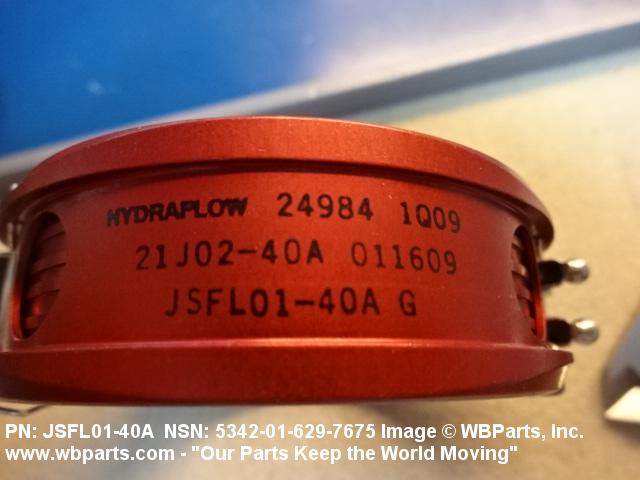 HYDRAFLOW 24984 1Q09
21J02-40A 011609
JSFL01-40A G
PN: JSFL01-40A NSN: 5342-01-629-7675 Image © WBParts, Inc.
www.wbparts.com - "Our Parts Keep the World Moving"